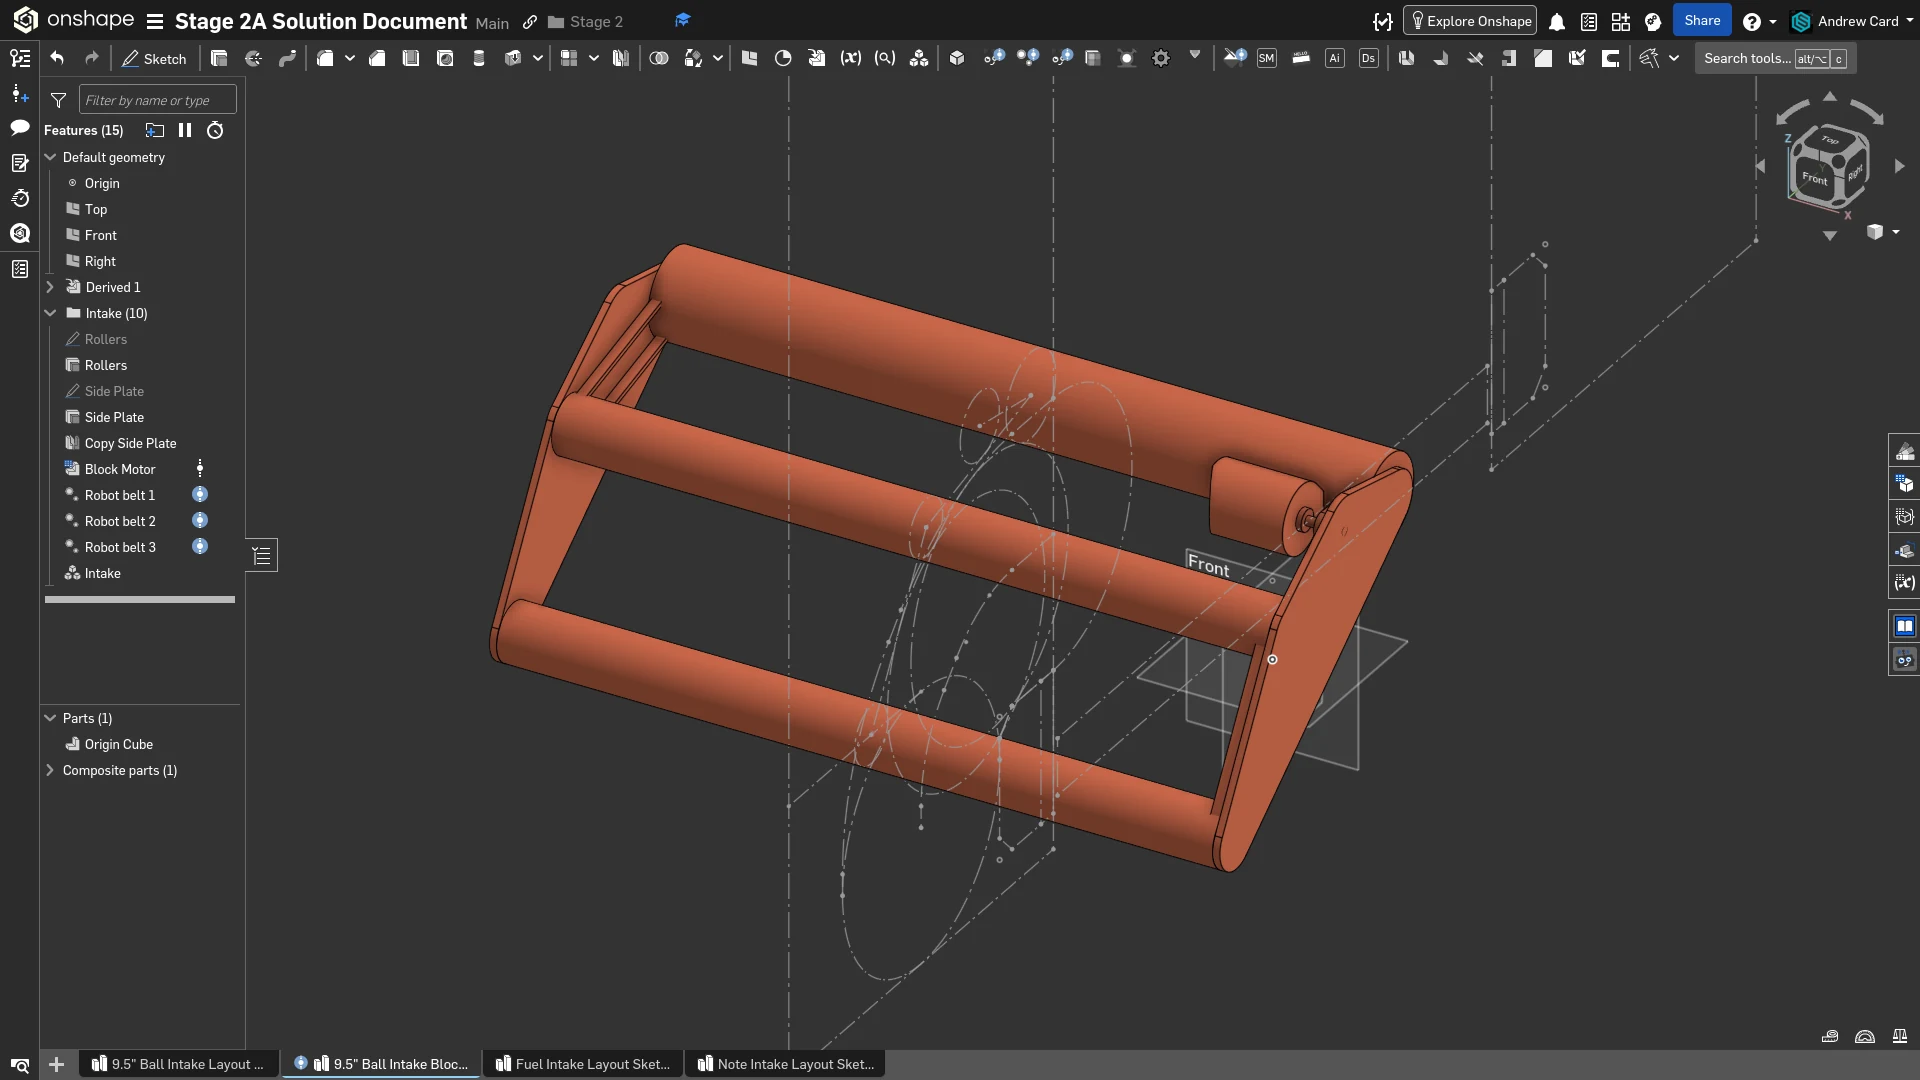 onshape Stage 2A Solution Document Main Stage 2 Explore Onshape Share Andrew Card
Sketch SM HELLO Ai Ds Search tools... alt/⌥ c
Filter by name or type
Features (15)
Default geometry
Origin
Top
Front
Right
Derived 1
Intake (10)
Rollers
Rollers
Side Plate
Side Plate
Copy Side Plate
Block Motor
Robot belt 1
Robot belt 2
Robot belt 3
Intake
Parts (1)
Origin Cube
Composite parts (1)
Front
Top
Z
Front
Right
X
9.5" Ball Intake Layout ... 9.5" Ball Intake Bloc... Fuel Intake Layout Sket... Note Intake Layout Sket...